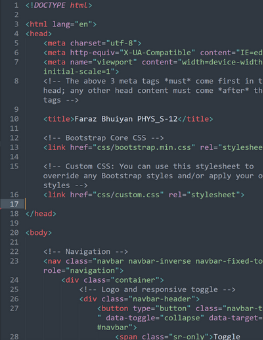 1 <!DOCTYPE html>
2
3 <html lang="en">
4 <head>
5 <meta charset="utf-8">
6 <meta http-equiv="X-UA-Compatible" content="IE=ed
7 <meta name="viewport" content="width=device-width
initial-scale=1">
8 <!-- The above 3 meta tags *must* come first in t
head; any other head content must come *after* th
tags -->
9
10 <title>Faraz Bhuiyan PHYS_S-12</title>
11
12 <!-- Bootstrap Core CSS -->
13 <link href="css/bootstrap.min.css" rel="styleshee
14
15 <!-- Custom CSS: You can use this stylesheet to
override any Bootstrap styles and/or apply your o
styles -->
16 <link href="css/custom.css" rel="stylesheet">
17
18 </head>
19
20 <body>
21
22 <!-- Navigation -->
23 <nav class="navbar navbar-inverse navbar-fixed-to
role="navigation">
24 <div class="container">
25 <!-- Logo and responsive toggle -->
26 <div class="navbar-header">
27 <button type="button" class="navbar-t
" data-toggle="collapse" data-target=
#navbar">
28 <span class="sr-only">Toggle